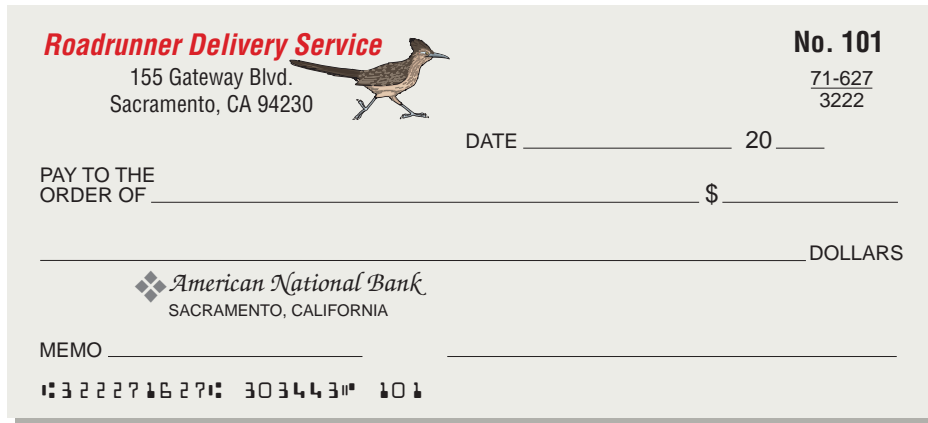 Roadrunner Delivery Service
155 Gateway Blvd.
Sacramento, CA 94230
No. 101
71-627
3222
DATE 20
PAY TO THE
ORDER OF $
DOLLARS
American National Bank
SACRAMENTO, CALIFORNIA
MEMO
⑆322271627⑆ 303443⑈ 101